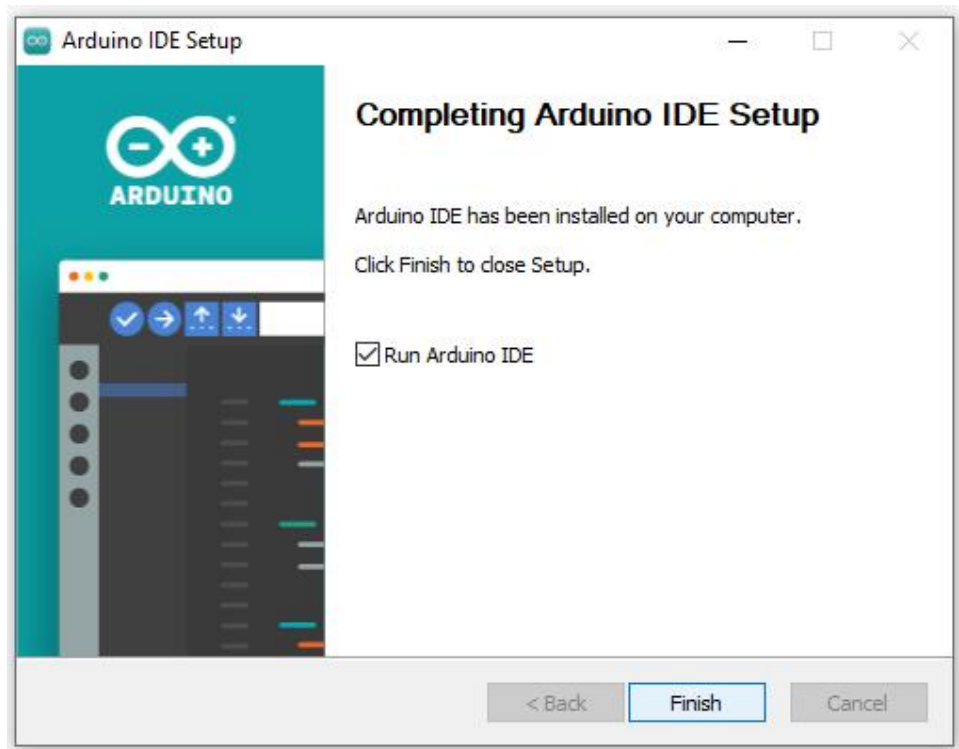 Arduino IDE Setup
ARDUINO
Completing Arduino IDE Setup
Arduino IDE has been installed on your computer.
Click Finish to close Setup.
Run Arduino IDE
< Back
Finish
Cancel